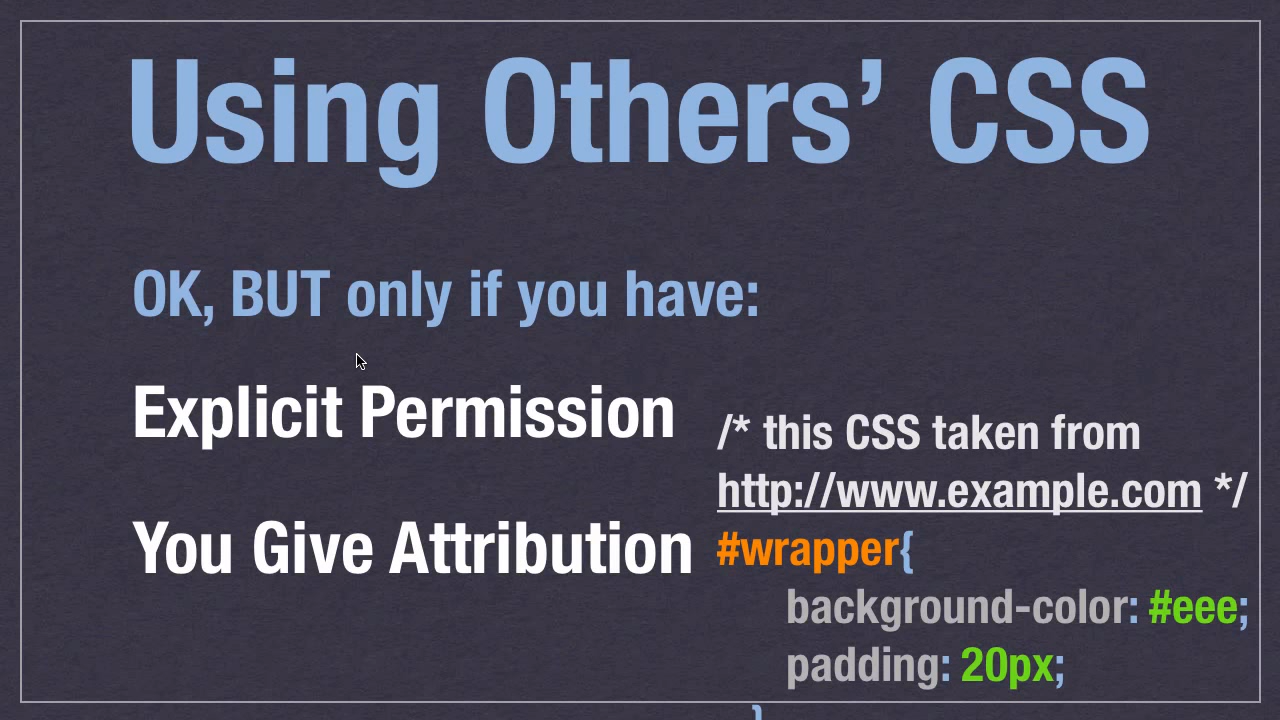 Using Others’ CSS
OK, BUT only if you have:
Explicit Permission
You Give Attribution
/* this CSS taken from
http://www.example.com */
#wrapper{
background-color: #eee;
padding: 20px;
}